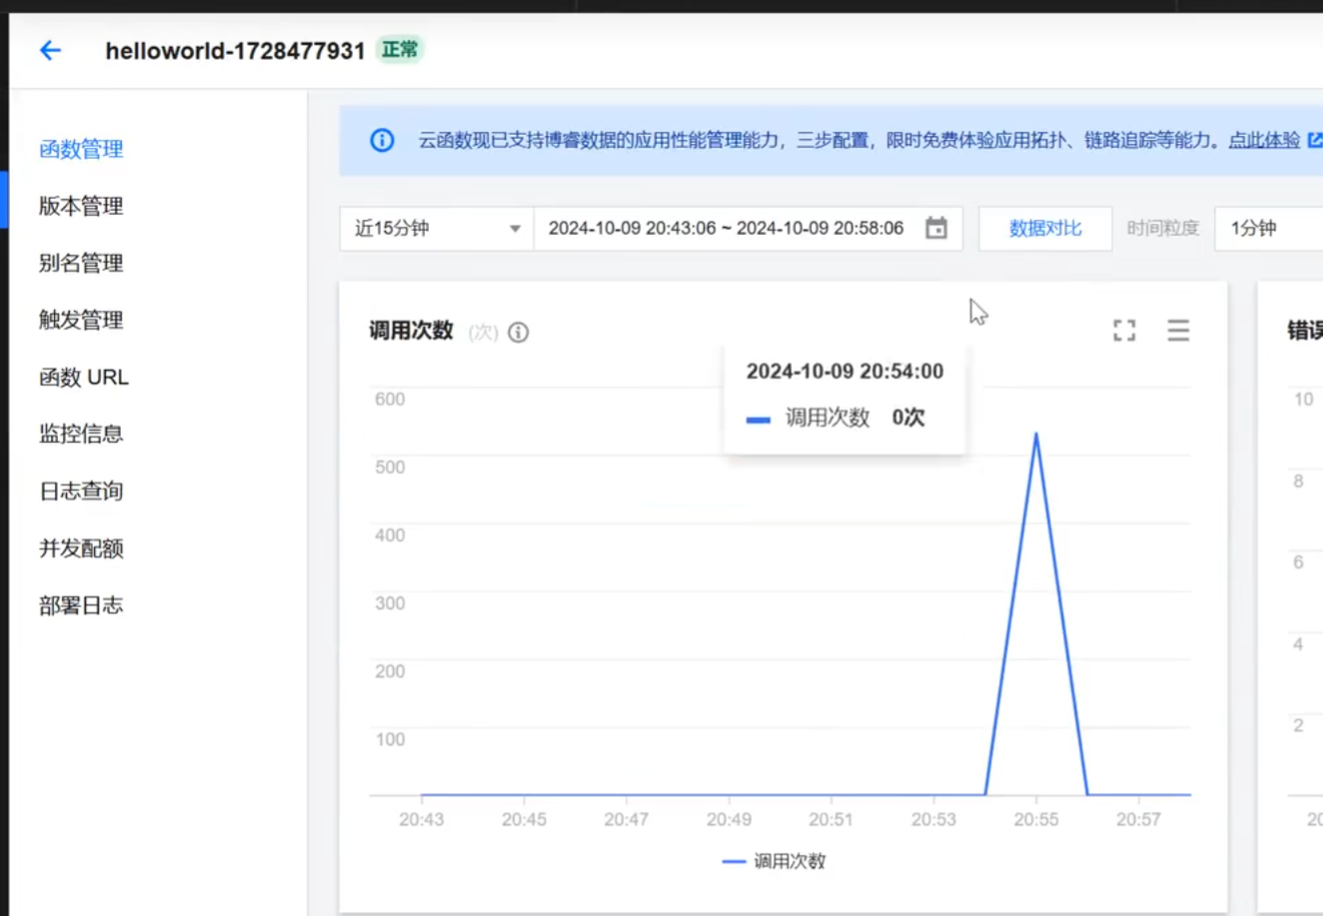 helloworld-1728477931 正常
函数管理
版本管理
别名管理
触发管理
函数 URL
监控信息
日志查询
并发配额
部署日志
云函数现已支持博睿数据的应用性能管理能力，三步配置，限时免费体验应用拓扑、链路追踪等能力。点此体验
近15分钟 2024-10-09 20:43:06 ~ 2024-10-09 20:58:06 数据对比 时间粒度 1分钟
调用次数 (次)
2024-10-09 20:54:00
调用次数 0次
600
500
400
300
200
100
20:43 20:45 20:47 20:49 20:51 20:53 20:55 20:57
调用次数
错误
10
8
6
4
2
20